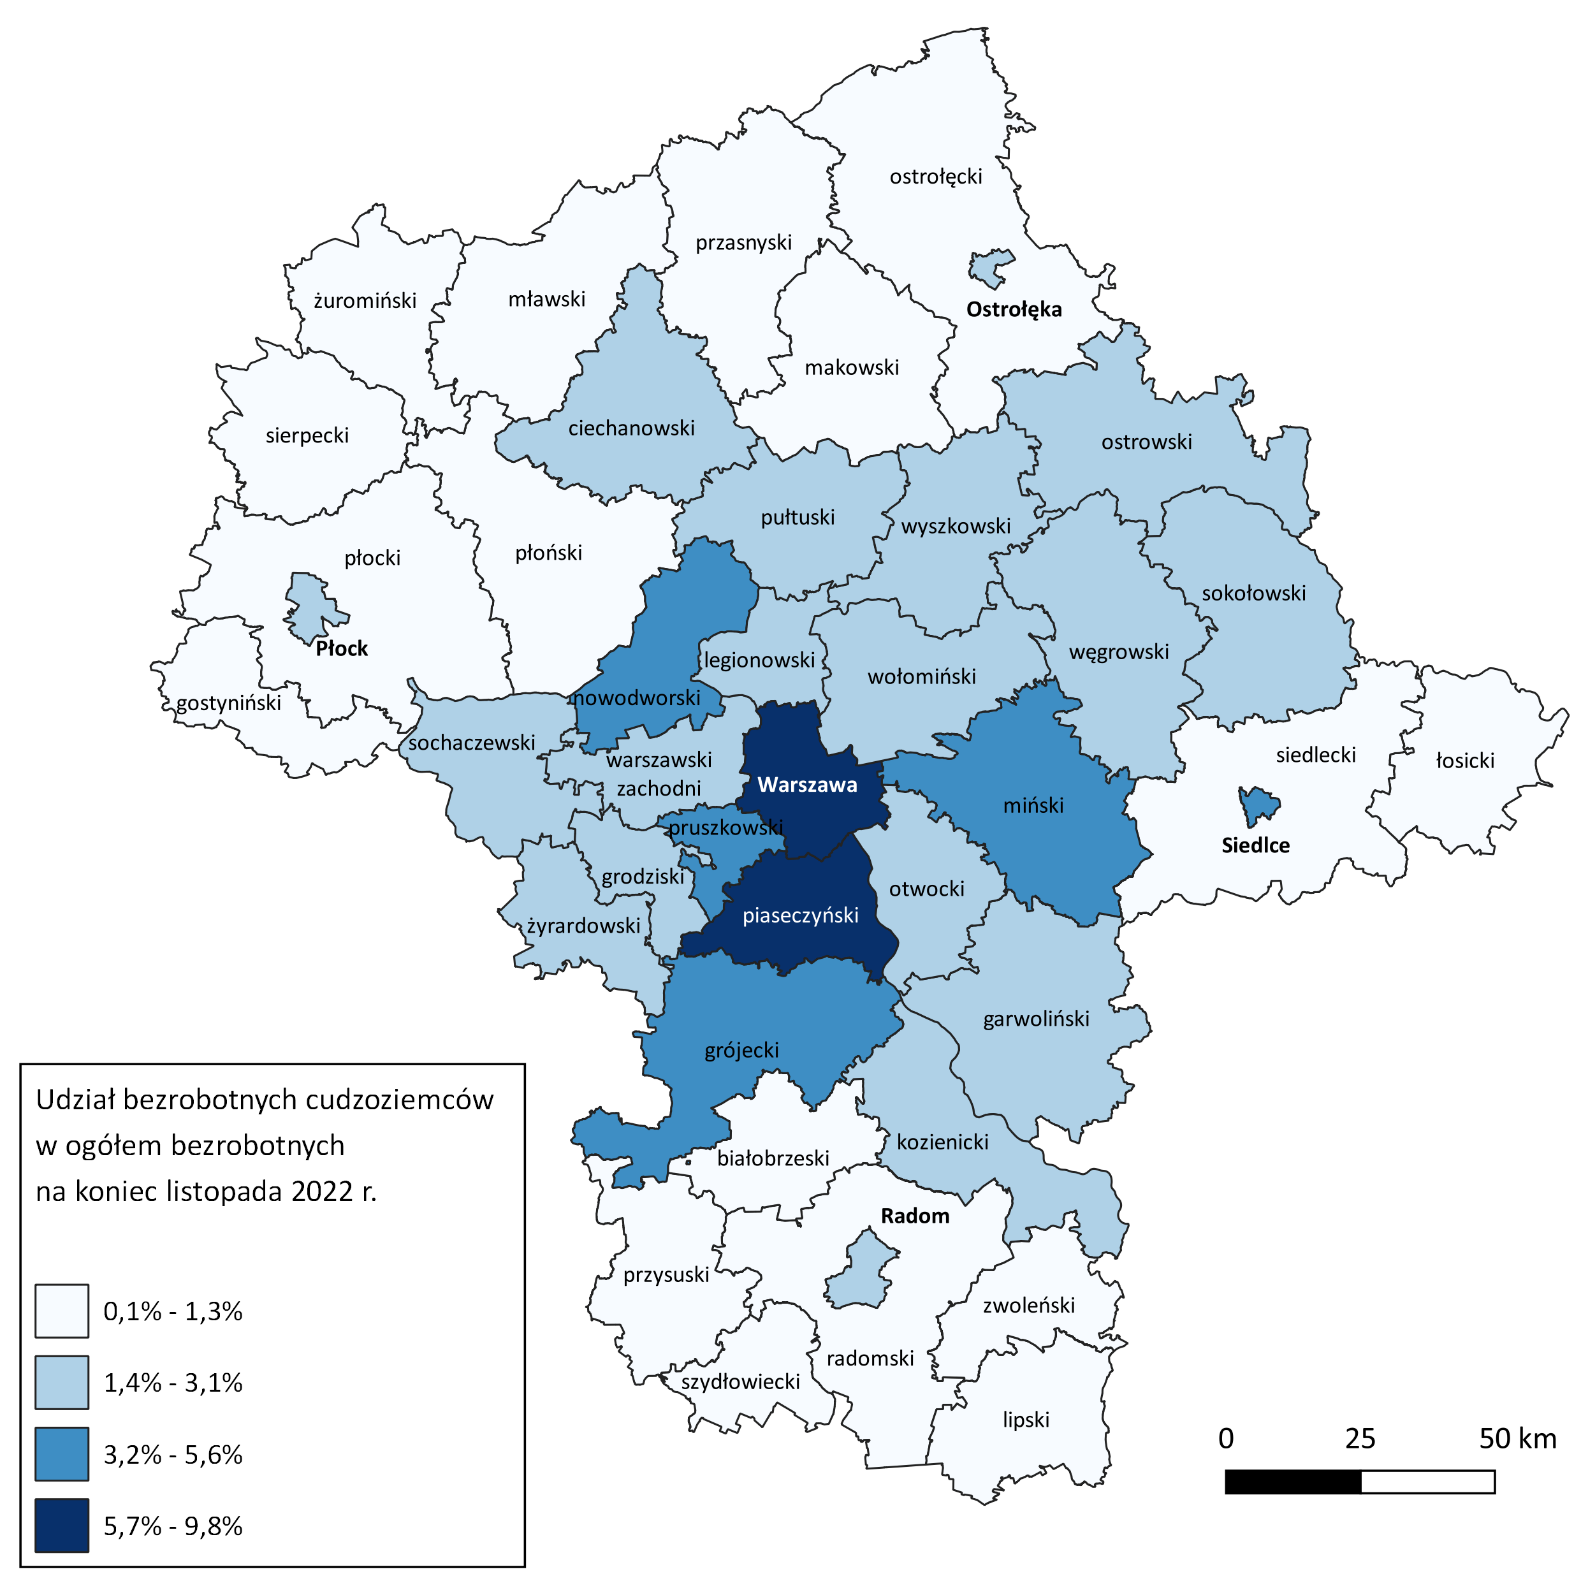 ostrołęcki
przasnyski
żuromiński
mławski
Ostrołęka
makowski
ciechanowski
sierpecki
ostrowski
pułtuski
wyszkowski
płocki
płoński
sokołowski
Płock
legionowski
węgrowski
wołomiński
gostyniński
nowodworski
sochaczewski
warszawski
zachodni
siedlecki
łosicki
Warszawa
miński
pruszkowski
Siedlce
grodziski
otwocki
piaseczyński
żyrardowski
garwoliński
grójecki
kozienicki
białobrzeski
Radom
przysuski
zwoleński
radomski
szydłowiecki
lipski
Udział bezrobotnych cudzoziemców
w ogółem bezrobotnych
na koniec listopada 2022 r.
0,1% - 1,3%
1,4% - 3,1%
3,2% - 5,6%
5,7% - 9,8%
0 25 50 km